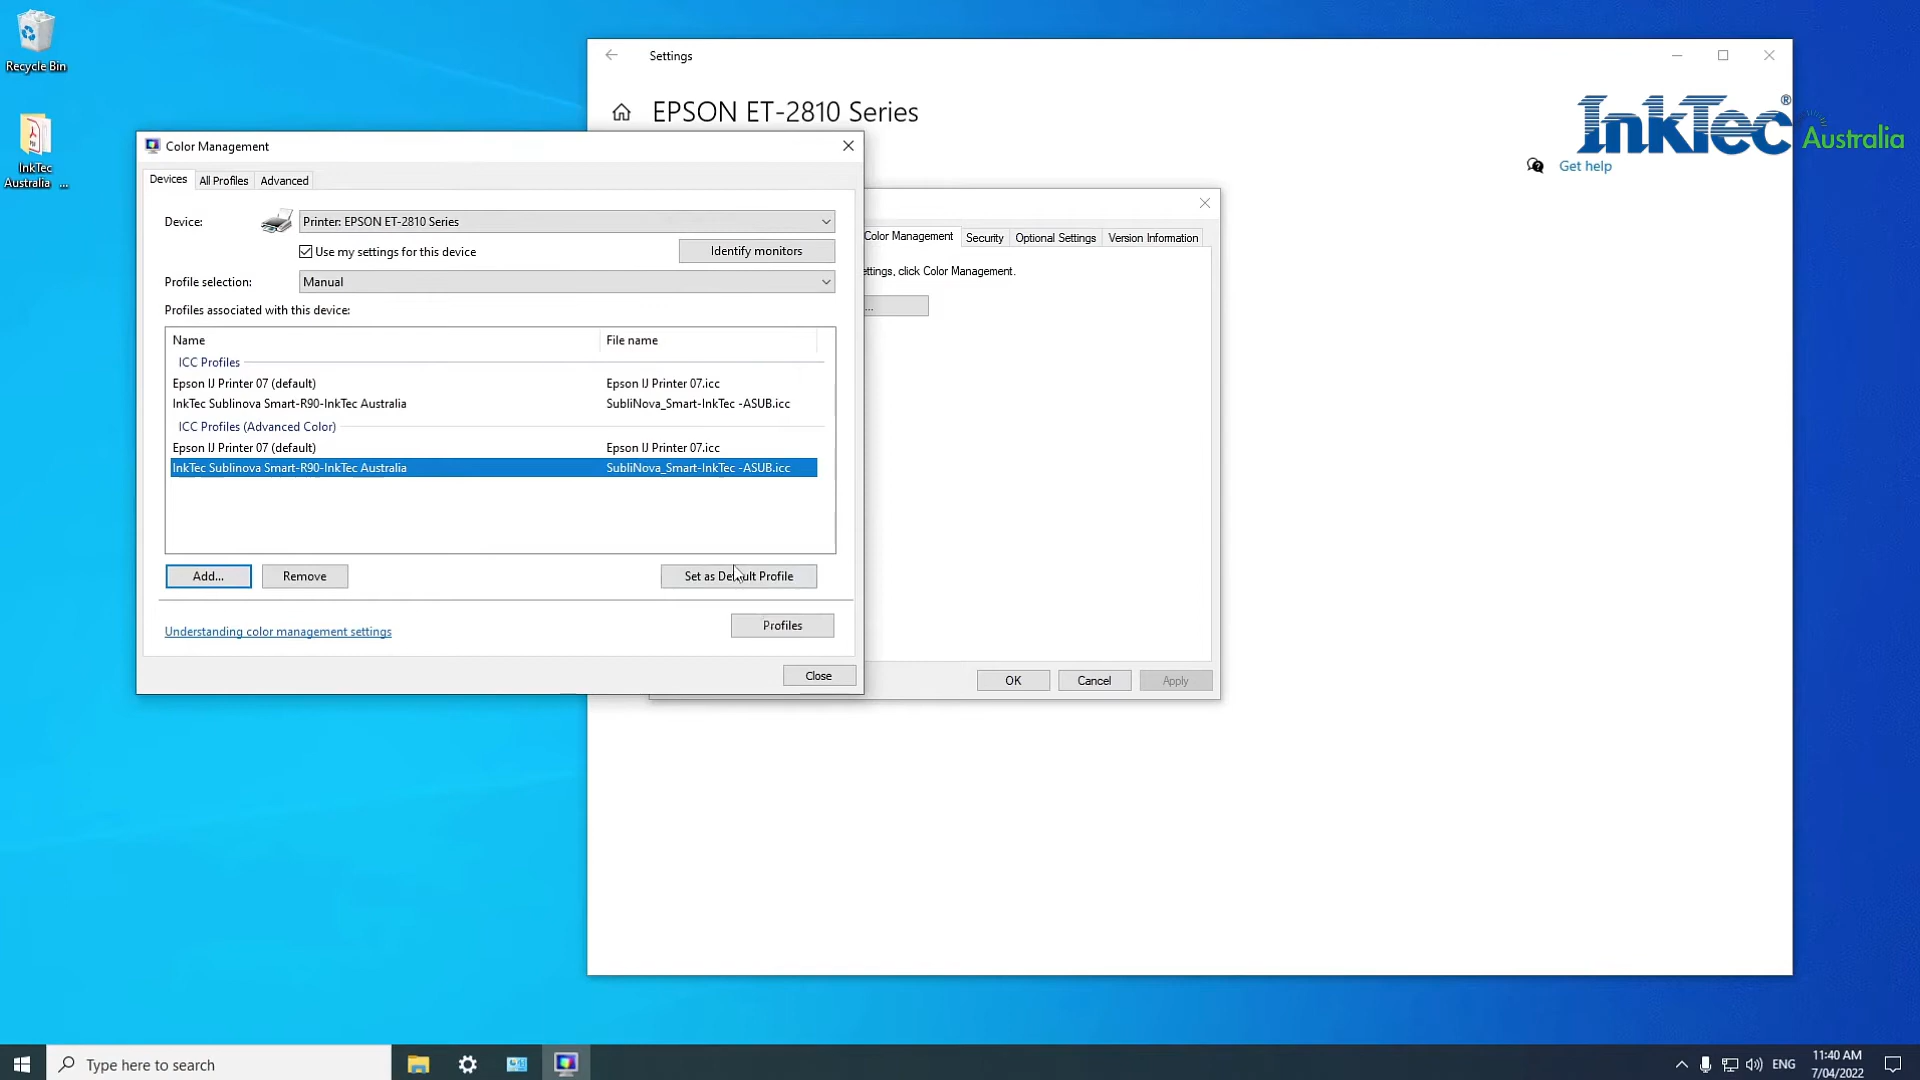 Recycle Bin
InkTec
Australia ...
Settings
EPSON ET-2810 Series
InkTec® Australia
Get help
Color Management
Devices All Profiles Advanced
Device: Printer: EPSON ET-2810 Series
Use my settings for this device Identify monitors
Profile selection: Manual
Profiles associated with this device:
Name File name
ICC Profiles
Epson IJ Printer 07 (default) Epson IJ Printer 07.icc
InkTec Sublinova Smart-R90-InkTec Australia SubliNova_Smart-InkTec -ASUB.icc
ICC Profiles (Advanced Color)
Epson IJ Printer 07 (default) Epson IJ Printer 07.icc
InkTec Sublinova Smart-R90-InkTec Australia SubliNova_Smart-InkTec -ASUB.icc
Add... Remove Set as Default Profile
Understanding color management settings Profiles
Close
Color Management Security Optional Settings Version Information
ettings, click Color Management.
...
OK Cancel Apply
Type here to search
ENG
11:40 AM
7/04/2022